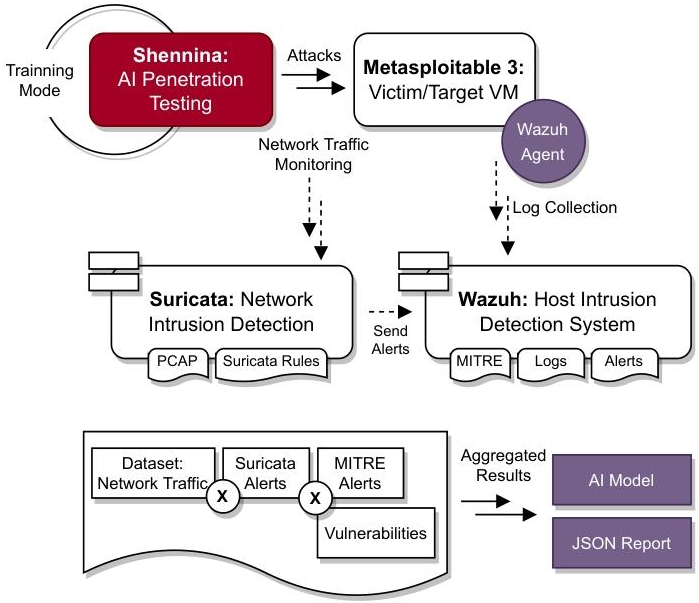 Trainning
Mode
Shennina:
AI Penetration
Testing
Attacks
Metasploitable 3:
Victim/Target VM
Wazuh
Agent
Network Traffic
Monitoring
Log Collection
Suricata: Network
Intrusion Detection
PCAP
Suricata Rules
Send
Alerts
Wazuh: Host Intrusion
Detection System
MITRE
Logs
Alerts
Dataset:
Network Traffic
X
Suricata
Alerts
X
MITRE
Alerts
Vulnerabilities
Aggregated
Results
AI Model
JSON Report